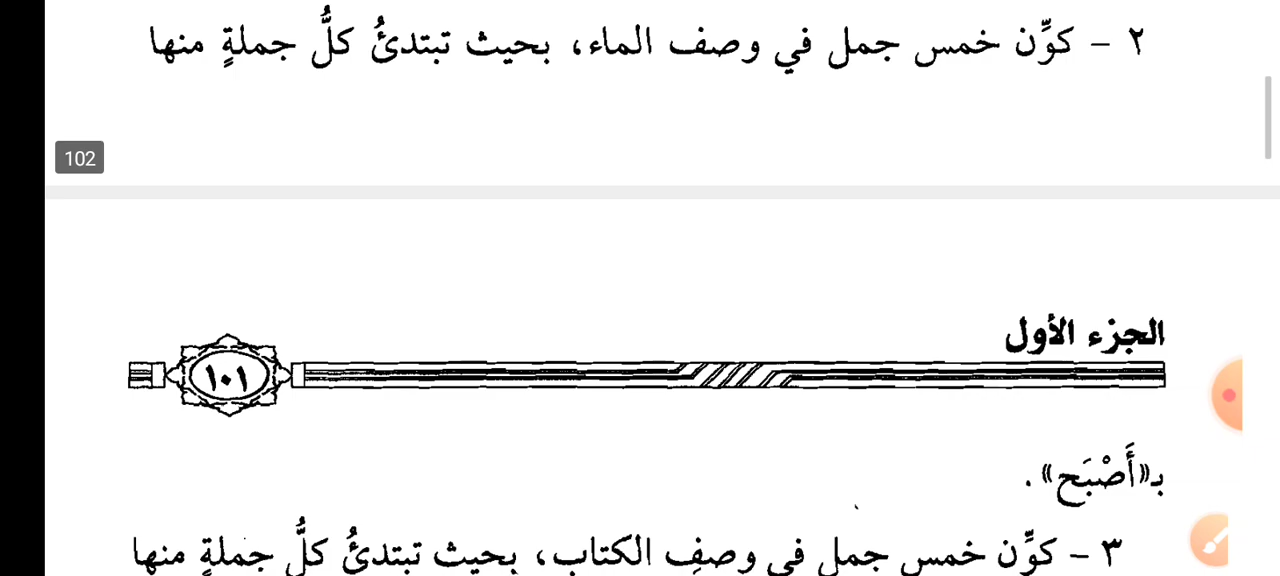 ٢ – كوِّن خمس جمل في وصف الماء، بحيث تبتدئُ كلُّ جملةٍ منها
102
الجزء الأول
١٠١
بـ«أَصْبَح».
٣ – كوِّن خمس جمل في وصفِ الكتاب، بحيث تبتدئُ كلُّ جملةٍ منها